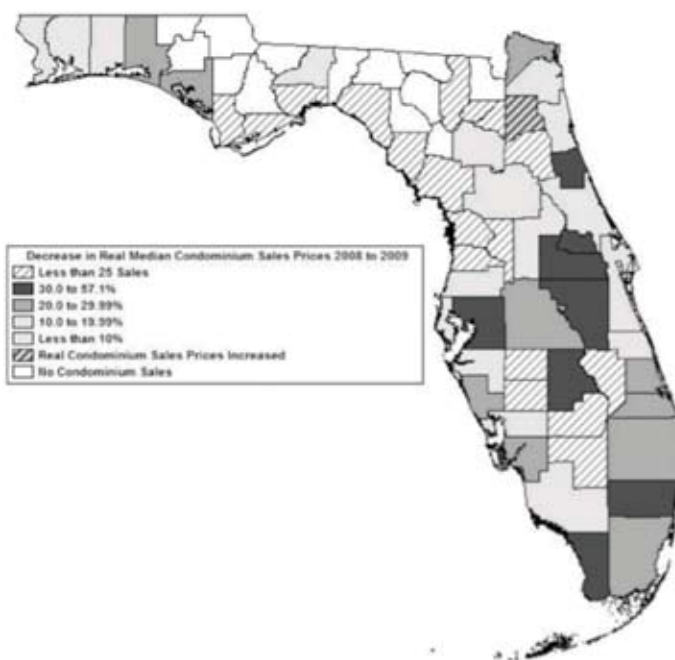 Decrease in Real Median Condominium Sales Prices 2008 to 2009
Less than 25 Sales
30.0 to 57.1%
20.0 to 29.99%
10.0 to 19.99%
Less than 10%
Real Condominium Sales Prices Increased
No Condominium Sales